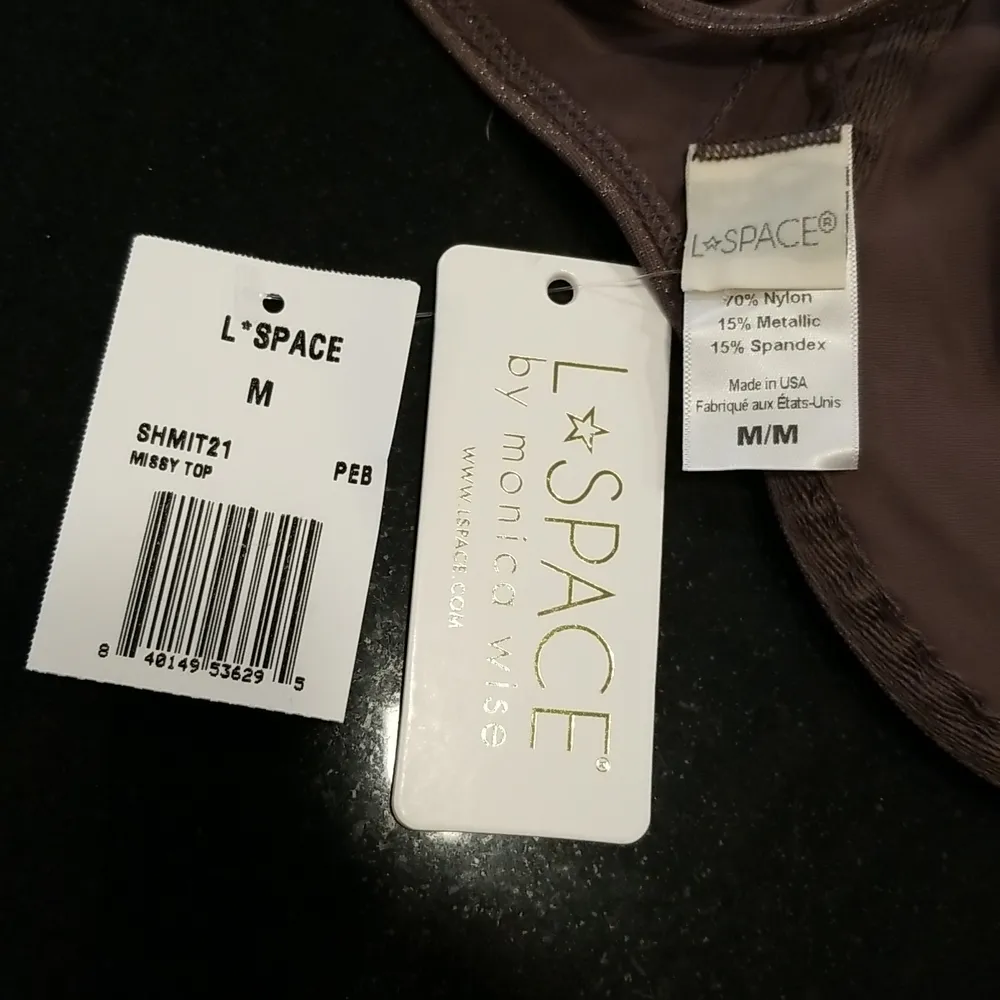 L*SPACE
M
SHMIT21
MISSY TOP
PEB
8 40149 53629 5
L☆SPACE®
by monica wise
WWW.LSPACE.COM
L☆SPACE®
70% Nylon
15% Metallic
15% Spandex
Made in USA
Fabriqué aux États-Unis
M/M